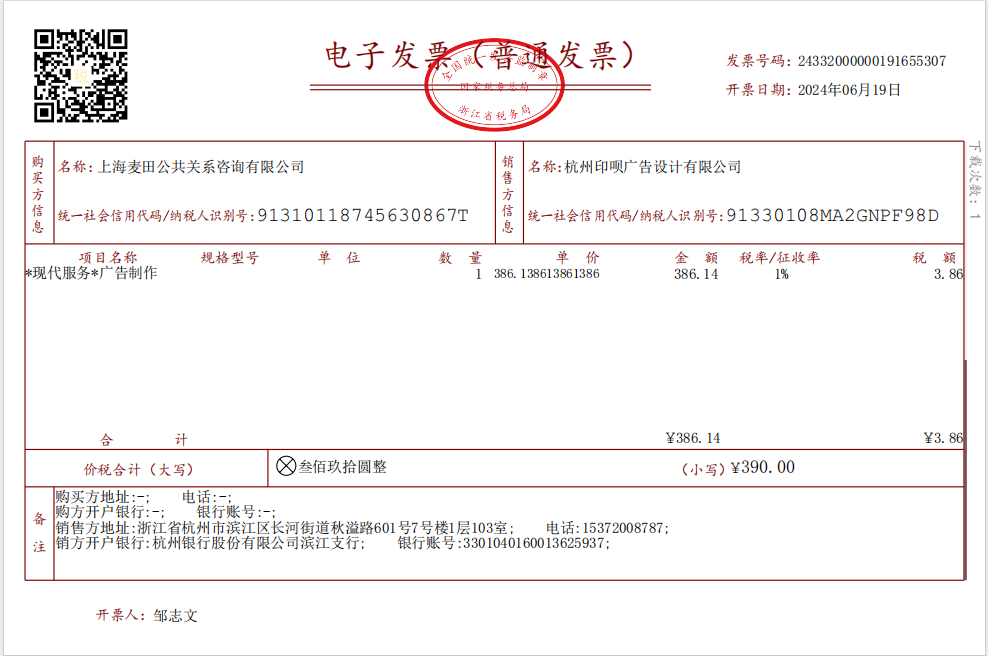 电子发票（普通发票）
全国统一发票监制章
国家税务总局
浙江省税务局
发票号码：24332000000191655307
开票日期：2024年06月19日
下载次数：1
购买方信息
名称：上海麦田公共关系咨询有限公司
统一社会信用代码/纳税人识别号：91310118745630867T
销售方信息
名称：杭州印呗广告设计有限公司
统一社会信用代码/纳税人识别号：91330108MA2GNPF98D
项目名称 规格型号 单位 数量 单价 金额 税率/征收率 税额
*现代服务*广告制作 1 386.138613861386 386.14 1% 3.86
合计 ¥386.14 ¥3.86
价税合计（大写） ⊗叁佰玖拾圆整 （小写）¥390.00
备注
购买方地址:-; 电话:-;
购方开户银行:-; 银行账号:-;
销售方地址:浙江省杭州市滨江区长河街道秋溢路601号7号楼1层103室; 电话:15372008787;
销方开户银行:杭州银行股份有限公司滨江支行; 银行账号:3301040160013625937;
开票人：邹志文